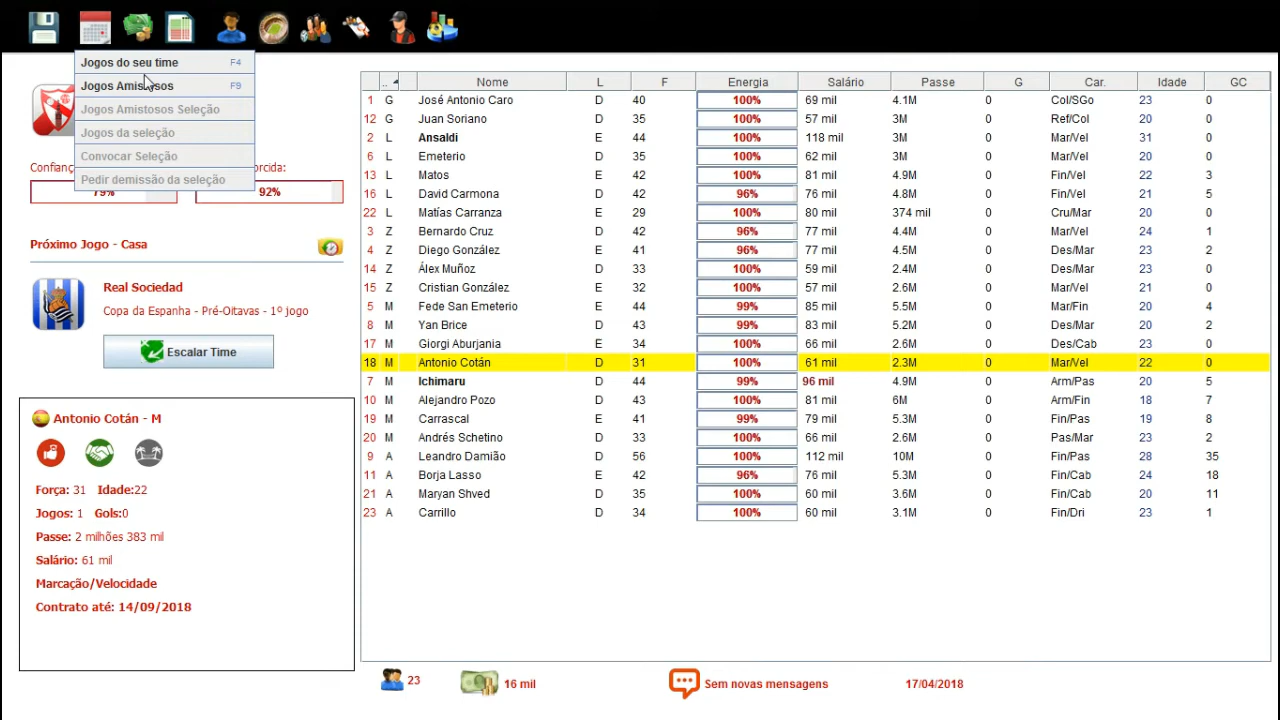 Jogos do seu time F4
Jogos Amistosos F9
Jogos Amistosos Seleção
Jogos da seleção
Convocar Seleção
Pedir demissão da seleção
79% 92%
Próximo Jogo - Casa
Real Sociedad
Copa da Espanha - Pré-Oitavas - 1º jogo
Escalar Time
Antonio Cotán - M
Força: 31 Idade:22
Jogos: 1 Gols:0
Passe: 2 milhões 383 mil
Salário: 61 mil
Marcação/Velocidade
Contrato até: 14/09/2018
.. Nome L F Energia Salário Passe G Car. Idade GC
1 G José Antonio Caro D 40 100% 69 mil 4.1M 0 Col/SGo 23 0
12 G Juan Soriano D 35 100% 57 mil 3M 0 Ref/Col 20 0
2 L Ansaldi E 44 100% 118 mil 3M 0 Mar/Vel 31 0
6 L Emeterio D 35 100% 62 mil 3M 0 Mar/Vel 20 0
13 L Matos E 42 100% 81 mil 4.9M 0 Fin/Vel 22 3
16 L David Carmona D 42 96% 76 mil 4.8M 0 Fin/Vel 21 5
22 L Matías Carranza E 29 100% 80 mil 374 mil 0 Cru/Mar 20 0
3 Z Bernardo Cruz D 42 96% 77 mil 4.4M 0 Mar/Vel 24 1
4 Z Diego González E 41 96% 77 mil 4.5M 0 Des/Mar 23 2
14 Z Álex Muñoz D 33 100% 59 mil 2.4M 0 Des/Mar 23 0
15 Z Cristian González E 32 100% 57 mil 2.6M 0 Mar/Vel 21 0
5 M Fede San Emeterio E 44 99% 85 mil 5.5M 0 Mar/Fin 20 4
8 M Yan Brice D 43 99% 83 mil 5.2M 0 Des/Mar 20 2
17 M Giorgi Aburjania E 34 100% 66 mil 2.6M 0 Des/Cab 23 0
18 M Antonio Cotán D 31 100% 61 mil 2.3M 0 Mar/Vel 22 0
7 M Ichimaru D 44 99% 96 mil 4.9M 0 Arm/Pas 20 5
10 M Alejandro Pozo D 43 100% 81 mil 6M 0 Arm/Fin 18 7
19 M Carrascal E 41 99% 79 mil 5.3M 0 Fin/Pas 19 8
20 M Andrés Schetino D 33 100% 66 mil 2.6M 0 Pas/Mar 23 2
9 A Leandro Damião D 56 100% 112 mil 10M 0 Fin/Pas 28 35
11 A Borja Lasso E 42 96% 76 mil 5.3M 0 Fin/Cab 24 18
21 A Maryan Shved D 35 100% 60 mil 3.6M 0 Fin/Cab 20 11
23 A Carrillo D 34 100% 60 mil 3.1M 0 Fin/Dri 23 1
23 16 mil Sem novas mensagens 17/04/2018